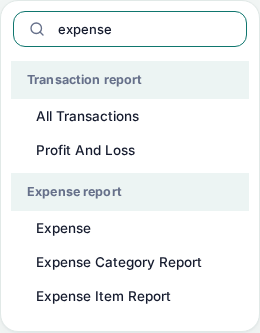 expense
Transaction report
All Transactions
Profit And Loss
Expense report
Expense
Expense Category Report
Expense Item Report